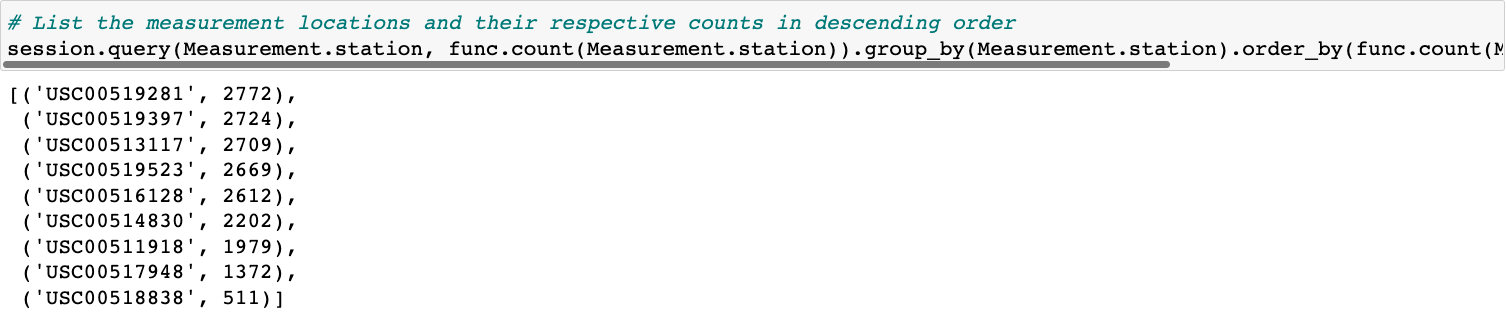 # List the measurement locations and their respective counts in descending order
session.query(Measurement.station, func.count(Measurement.station)).group_by(Measurement.station).order_by(func.count(M
[('USC00519281', 2772),
('USC00519397', 2724),
('USC00513117', 2709),
('USC00519523', 2669),
('USC00516128', 2612),
('USC00514830', 2202),
('USC00511918', 1979),
('USC00517948', 1372),
('USC00518838', 511)]